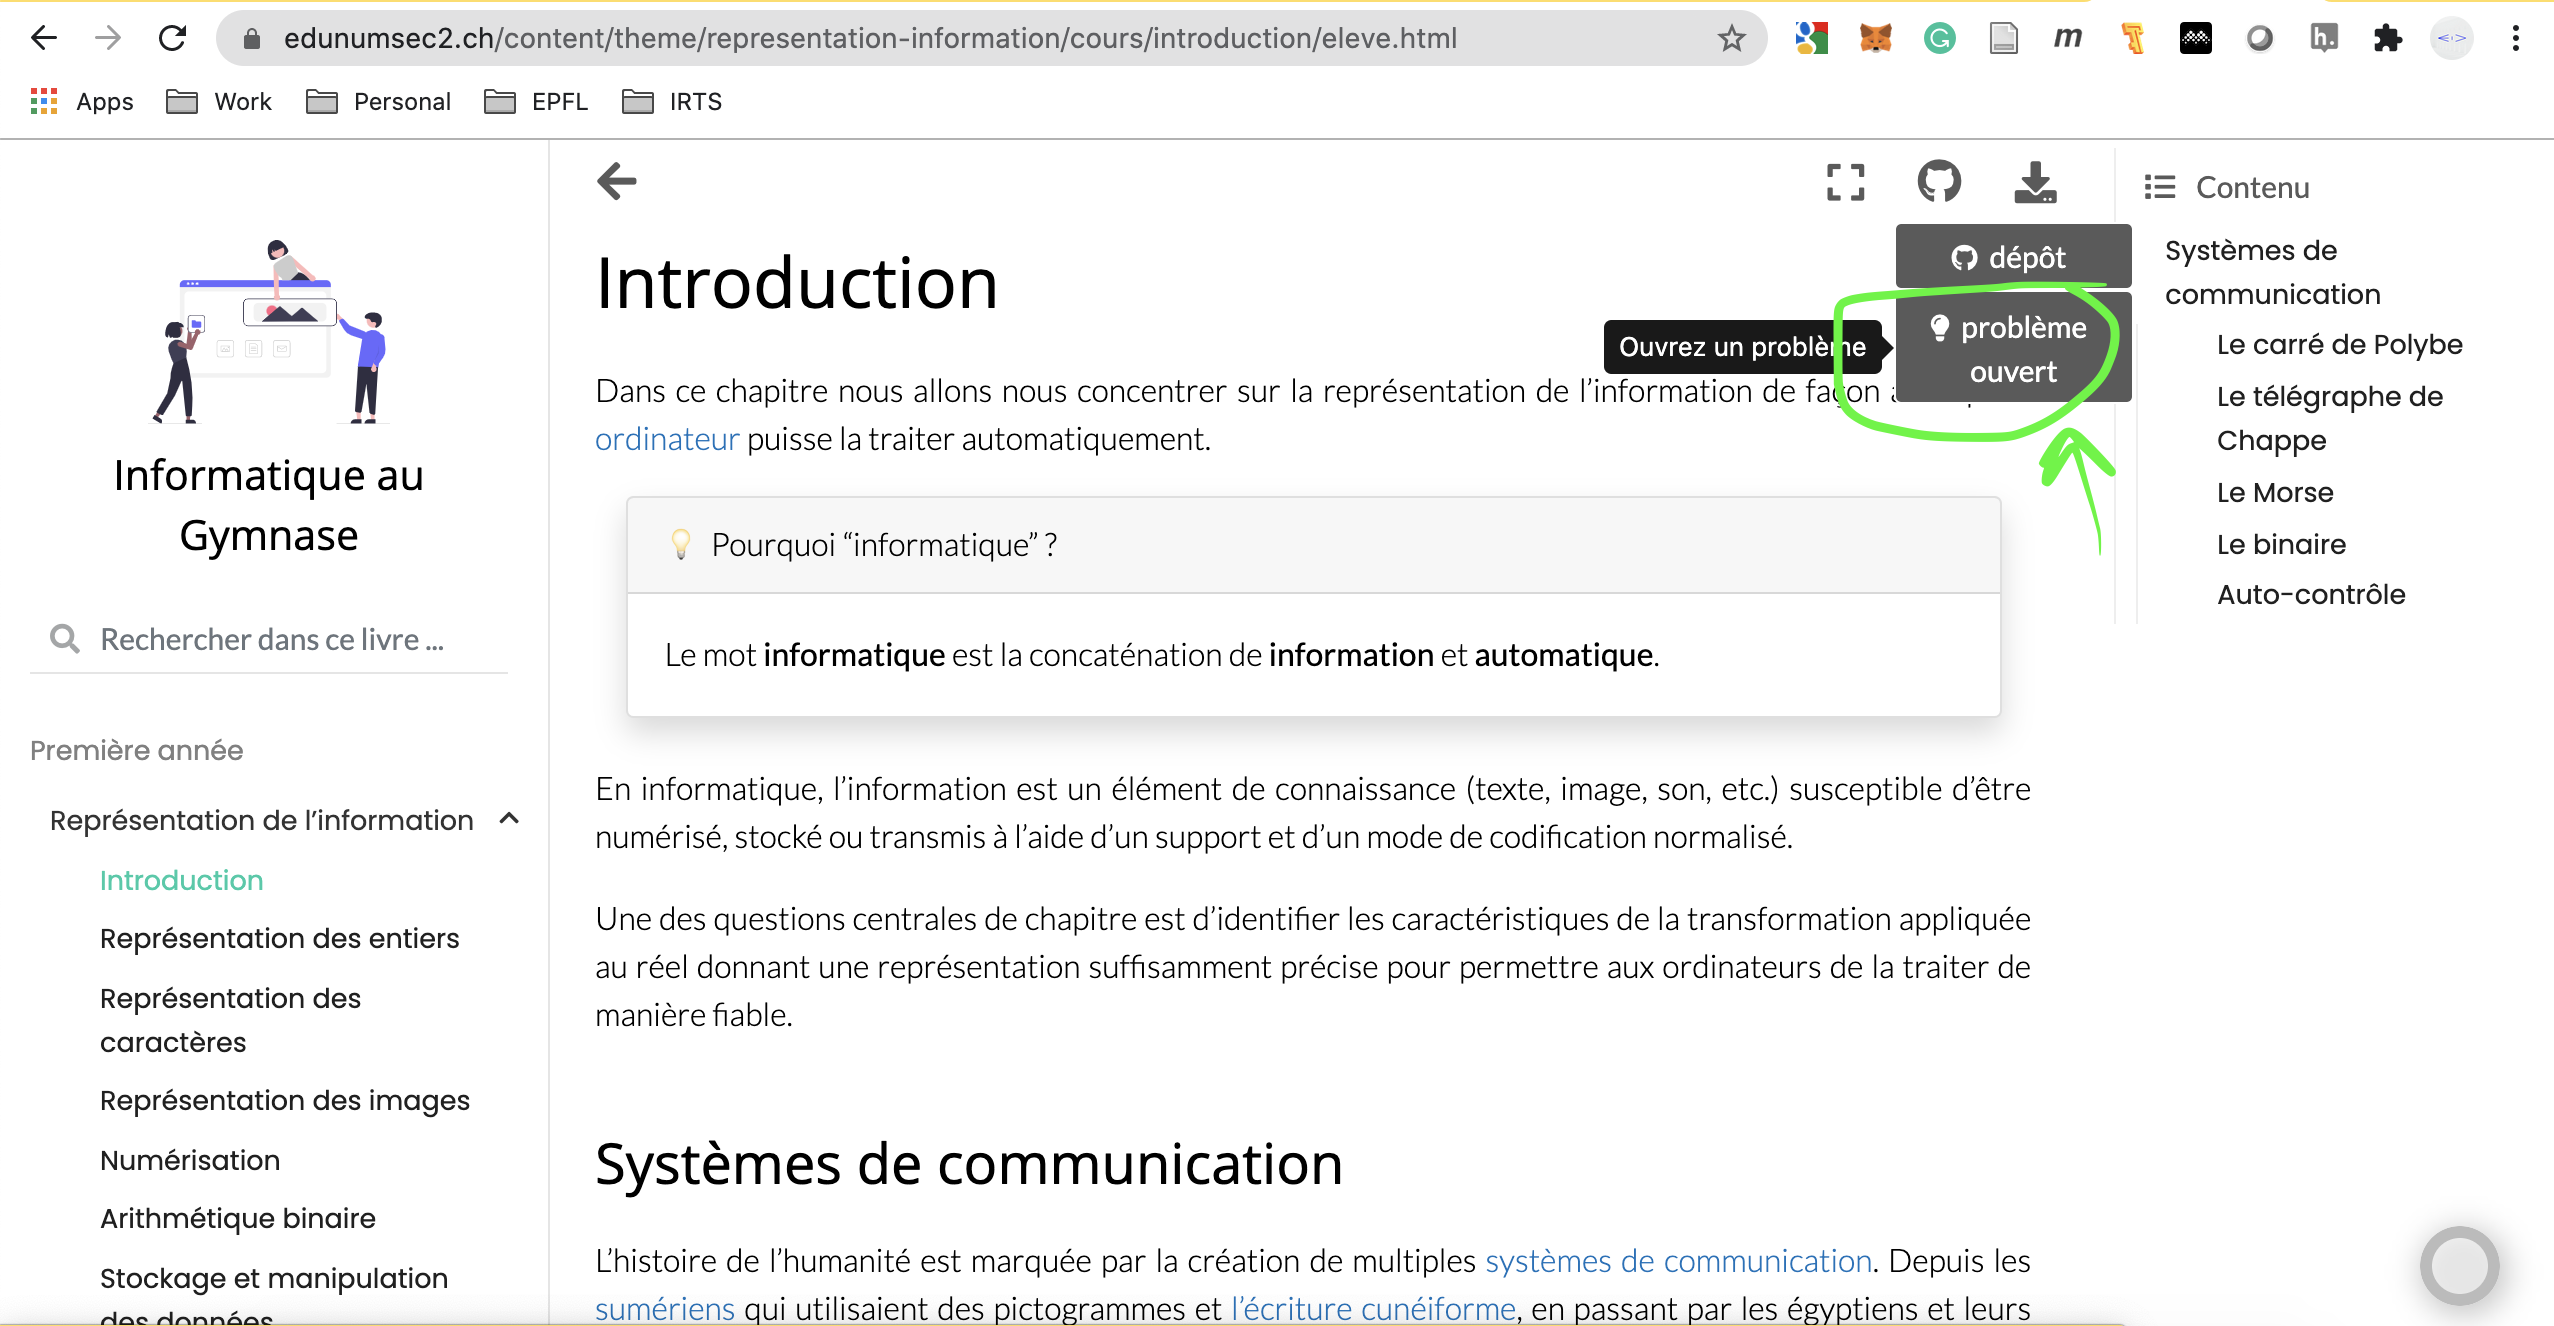 edunumsec2.ch/content/theme/representation-information/cours/introduction/eleve.html
Apps
Work
Personal
EPFL
IRTS
Informatique au
Gymnase
Rechercher dans ce livre ...
Première année
Représentation de l’information
Introduction
Représentation des entiers
Représentation des
caractères
Représentation des images
Numérisation
Arithmétique binaire
Stockage et manipulation
des données
dépôt
problème
ouvert
Ouvrez un problème
Introduction
Dans ce chapitre nous allons nous concentrer sur la représentation de l’information de façon
ordinateur puisse la traiter automatiquement.
Pourquoi “informatique” ?
Le mot informatique est la concaténation de information et automatique.
En informatique, l’information est un élément de connaissance (texte, image, son, etc.) susceptible d’être
numérisé, stocké ou transmis à l’aide d’un support et d’un mode de codification normalisé.
Une des questions centrales de chapitre est d’identifier les caractéristiques de la transformation appliquée
au réel donnant une représentation suffisamment précise pour permettre aux ordinateurs de la traiter de
manière fiable.
Systèmes de communication
L’histoire de l’humanité est marquée par la création de multiples systèmes de communication. Depuis les
sumériens qui utilisaient des pictogrammes et l’écriture cunéiforme, en passant par les égyptiens et leurs
Contenu
Systèmes de
communication
Le carré de Polybe
Le télégraphe de
Chappe
Le Morse
Le binaire
Auto-contrôle